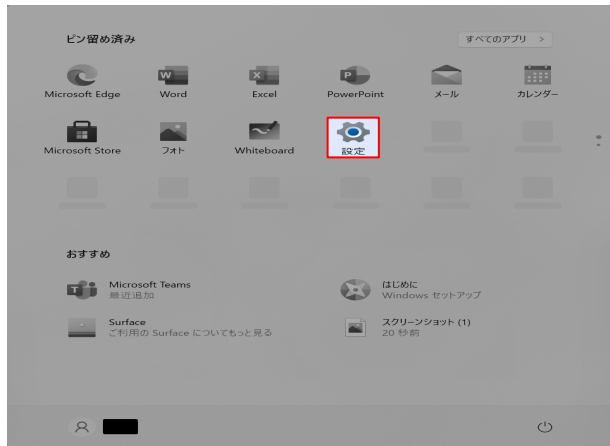 ピン留め済み
すべてのアプリ >
Microsoft Edge
Word
Excel
PowerPoint
メール
カレンダー
Microsoft Store
フォト
Whiteboard
設定
おすすめ
Microsoft Teams
最近追加
はじめに
Windows セットアップ
Surface
ご利用の Surface についてもっと見る
スクリーンショット (1)
20 秒前